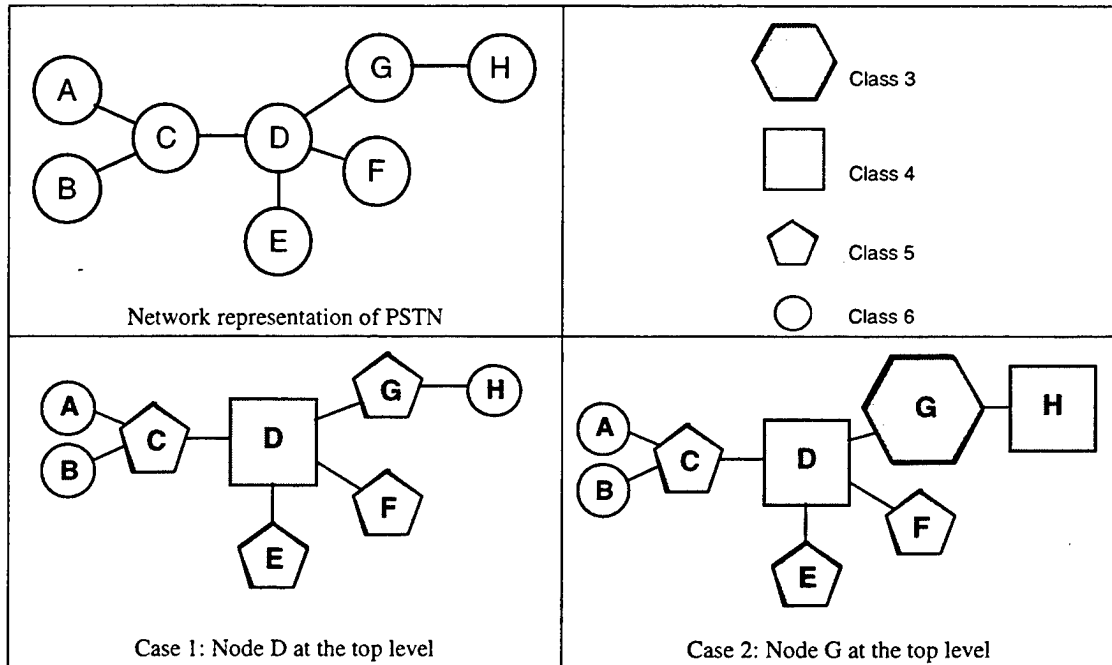 A
B
C
D
E
F
G
H
Network representation of PSTN
Class 3
Class 4
Class 5
Class 6
A
B
C
D
E
F
G
H
Case 1: Node D at the top level
A
B
C
D
E
F
G
H
Case 2: Node G at the top level